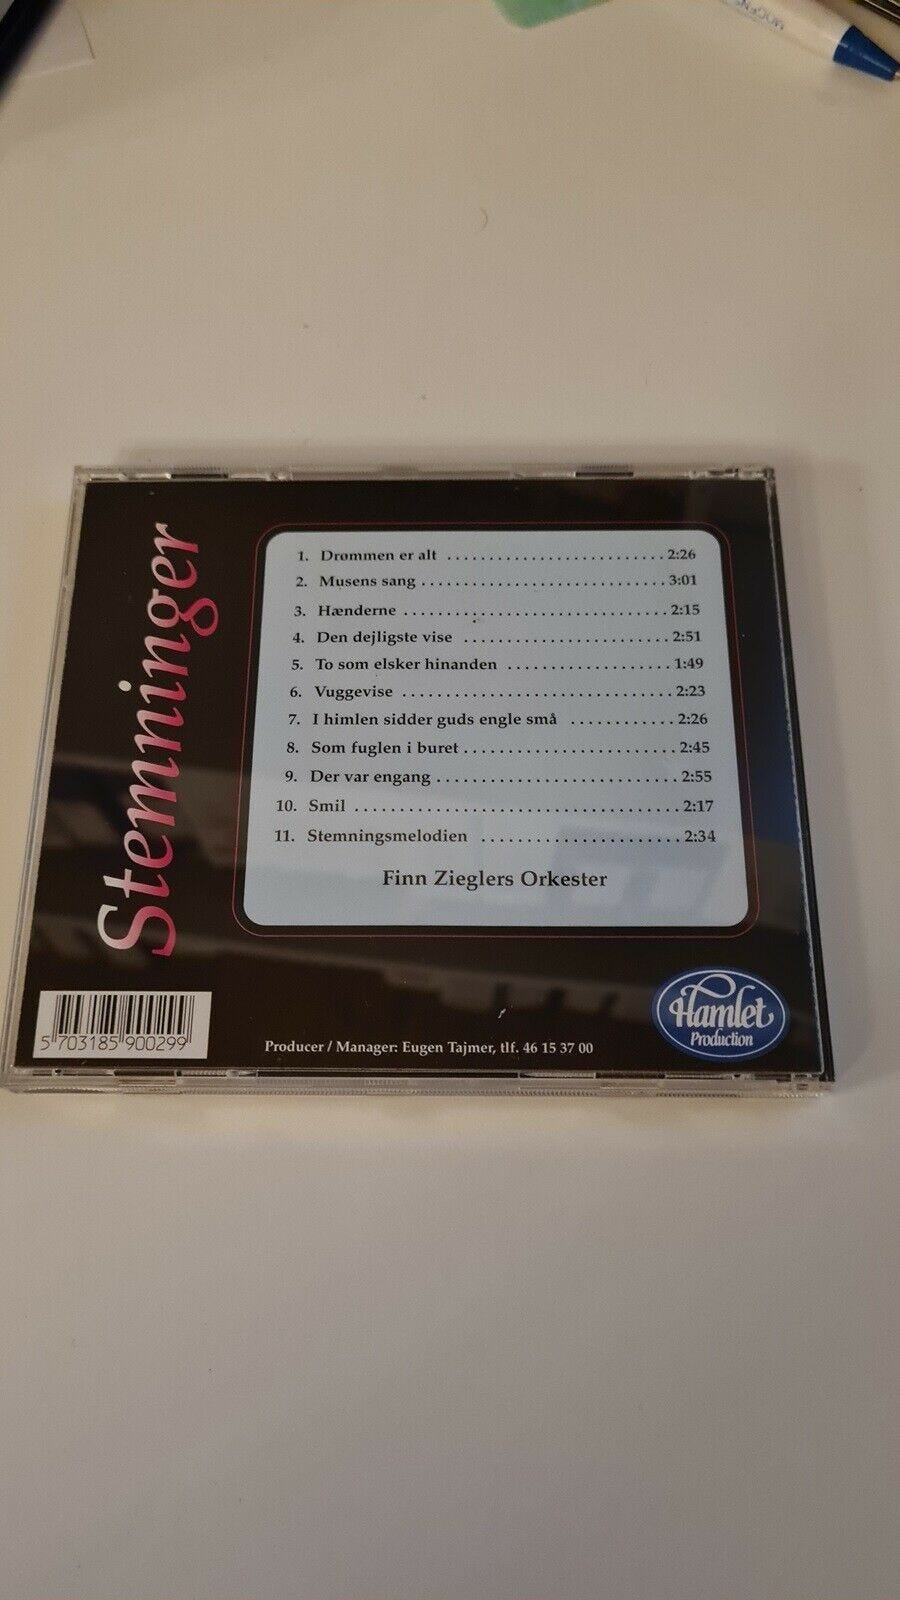 MOGENS
Stemninger
1. Drømmen er alt ........................... 2:26
2. Musens sang ............................... 3:01
3. Hænderne ................................. 2:15
4. Den dejligste vise .......................... 2:51
5. To som elsker hinanden ..................... 1:49
6. Vuggevise .................................. 2:23
7. I himlen sidder guds engle små ............ 2:26
8. Som fuglen i buret .......................... 2:45
9. Der var engang .............................. 2:55
10. Smil ........................................ 2:17
11. Stemningsmelodien .......................... 2:34
Finn Zieglers Orkester
5 703185 900299
Producer / Manager: Eugen Tajmer, tlf. 46 15 37 00
Hamlet
Production